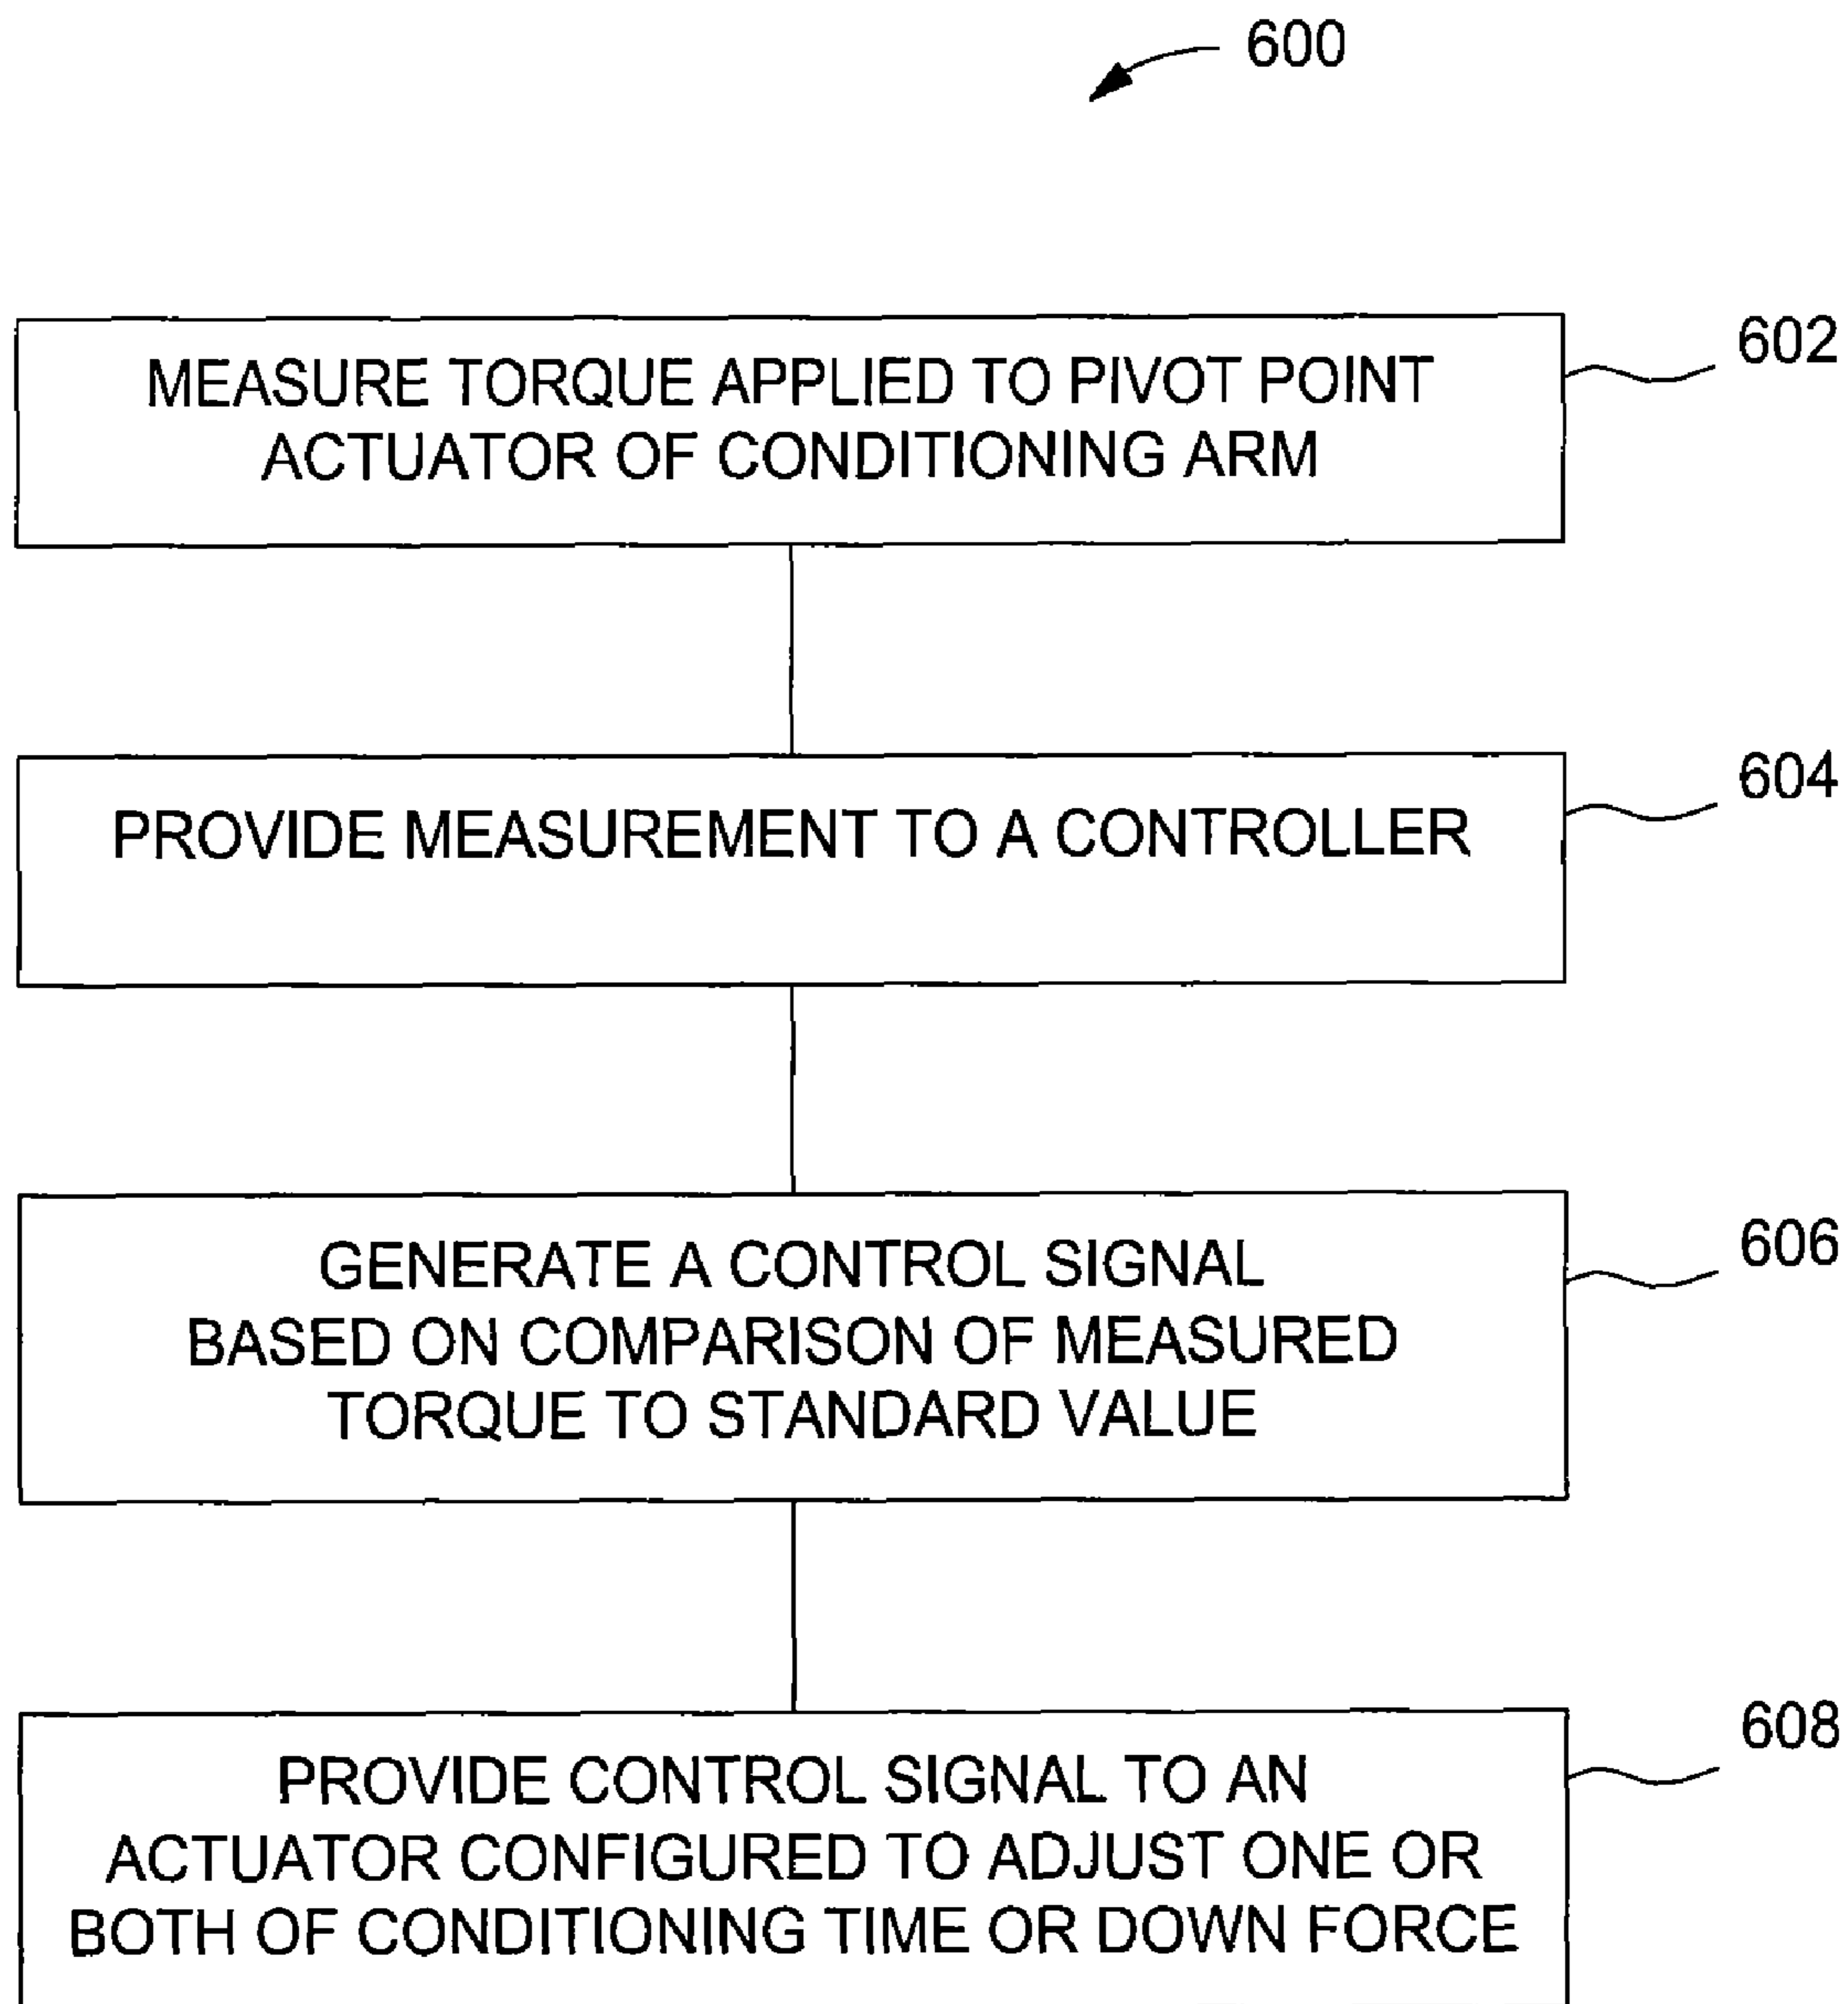 600
MEASURE TORQUE APPLIED TO PIVOT POINT
ACTUATOR OF CONDITIONING ARM
602
PROVIDE MEASUREMENT TO A CONTROLLER
604
GENERATE A CONTROL SIGNAL
BASED ON COMPARISON OF MEASURED
TORQUE TO STANDARD VALUE
606
PROVIDE CONTROL SIGNAL TO AN
ACTUATOR CONFIGURED TO ADJUST ONE OR
BOTH OF CONDITIONING TIME OR DOWN FORCE
608